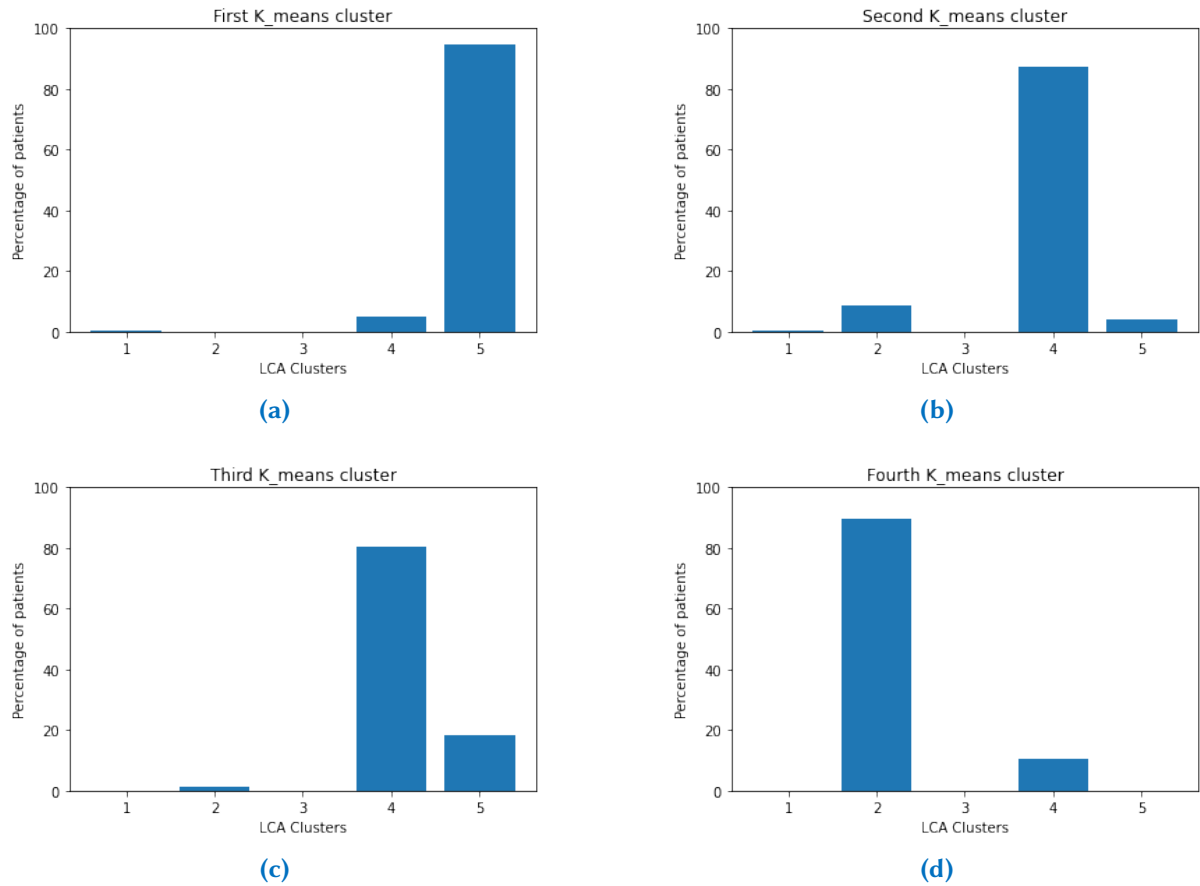 First K_means cluster
100
80
60
40
20
0
Percentage of patients
1 2 3 4 5
LCA Clusters
(a)
Second K_means cluster
100
80
60
40
20
0
Percentage of patients
1 2 3 4 5
LCA Clusters
(b)
Third K_means cluster
100
80
60
40
20
0
Percentage of patients
1 2 3 4 5
LCA Clusters
(c)
Fourth K_means cluster
100
80
60
40
20
0
Percentage of patients
1 2 3 4 5
LCA Clusters
(d)